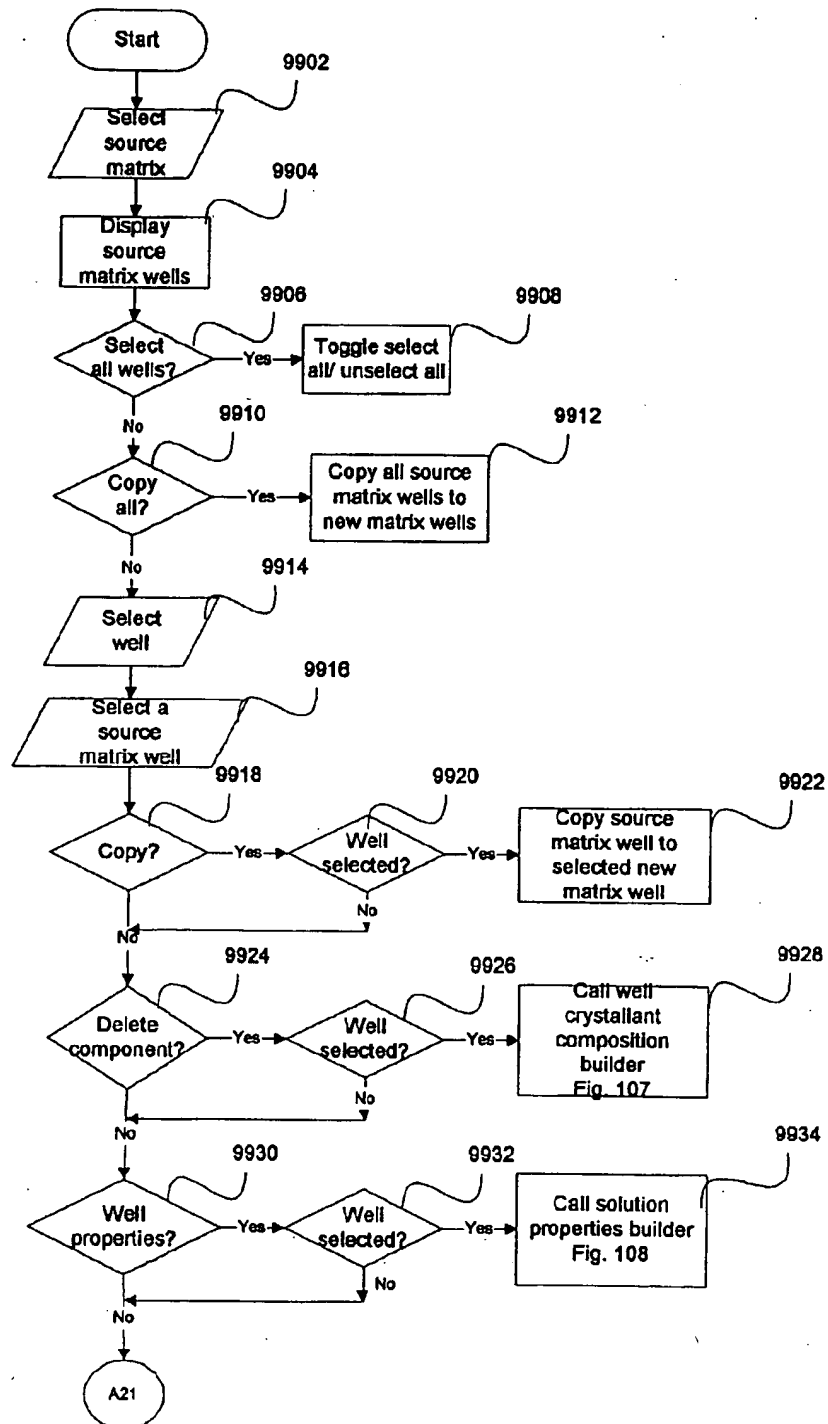 Start
9902
Select
source
matrix
9904
Display
source
matrix wells
9906
Select
all wells?
Yes
9908
Toggle select
all/ unselect all
No
9910
Copy
all?
Yes
9912
Copy all source
matrix wells to
new matrix wells
No
9914
Select
well
9916
Select a
source
matrix well
9918
Copy?
Yes
9920
Well
selected?
Yes
9922
Copy source
matrix well to
selected new
matrix well
No
No
9924
Delete
component?
Yes
9926
Well
selected?
Yes
9928
Call well
crystallant
composition
builder
Fig. 107
No
No
9930
Well
properties?
Yes
9932
Well
selected?
Yes
9934
Call solution
properties builder
Fig. 108
No
No
A21